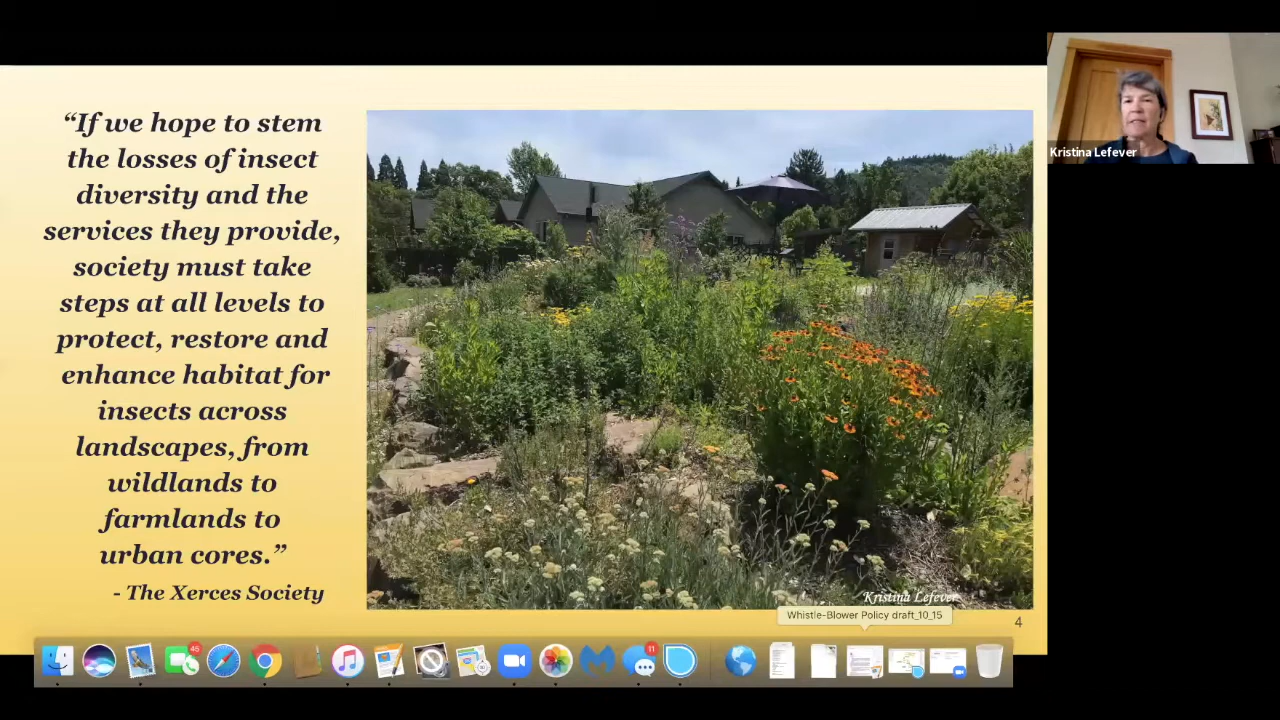 “If we hope to stem
the losses of insect
diversity and the
services they provide,
society must take
steps at all levels to
protect, restore and
enhance habitat for
insects across
landscapes, from
wildlands to
farmlands to
urban cores.”
- The Xerces Society
Kristina Lefever
Kristina Lefever
Whistle-Blower Policy draft_10_15
4
45
11